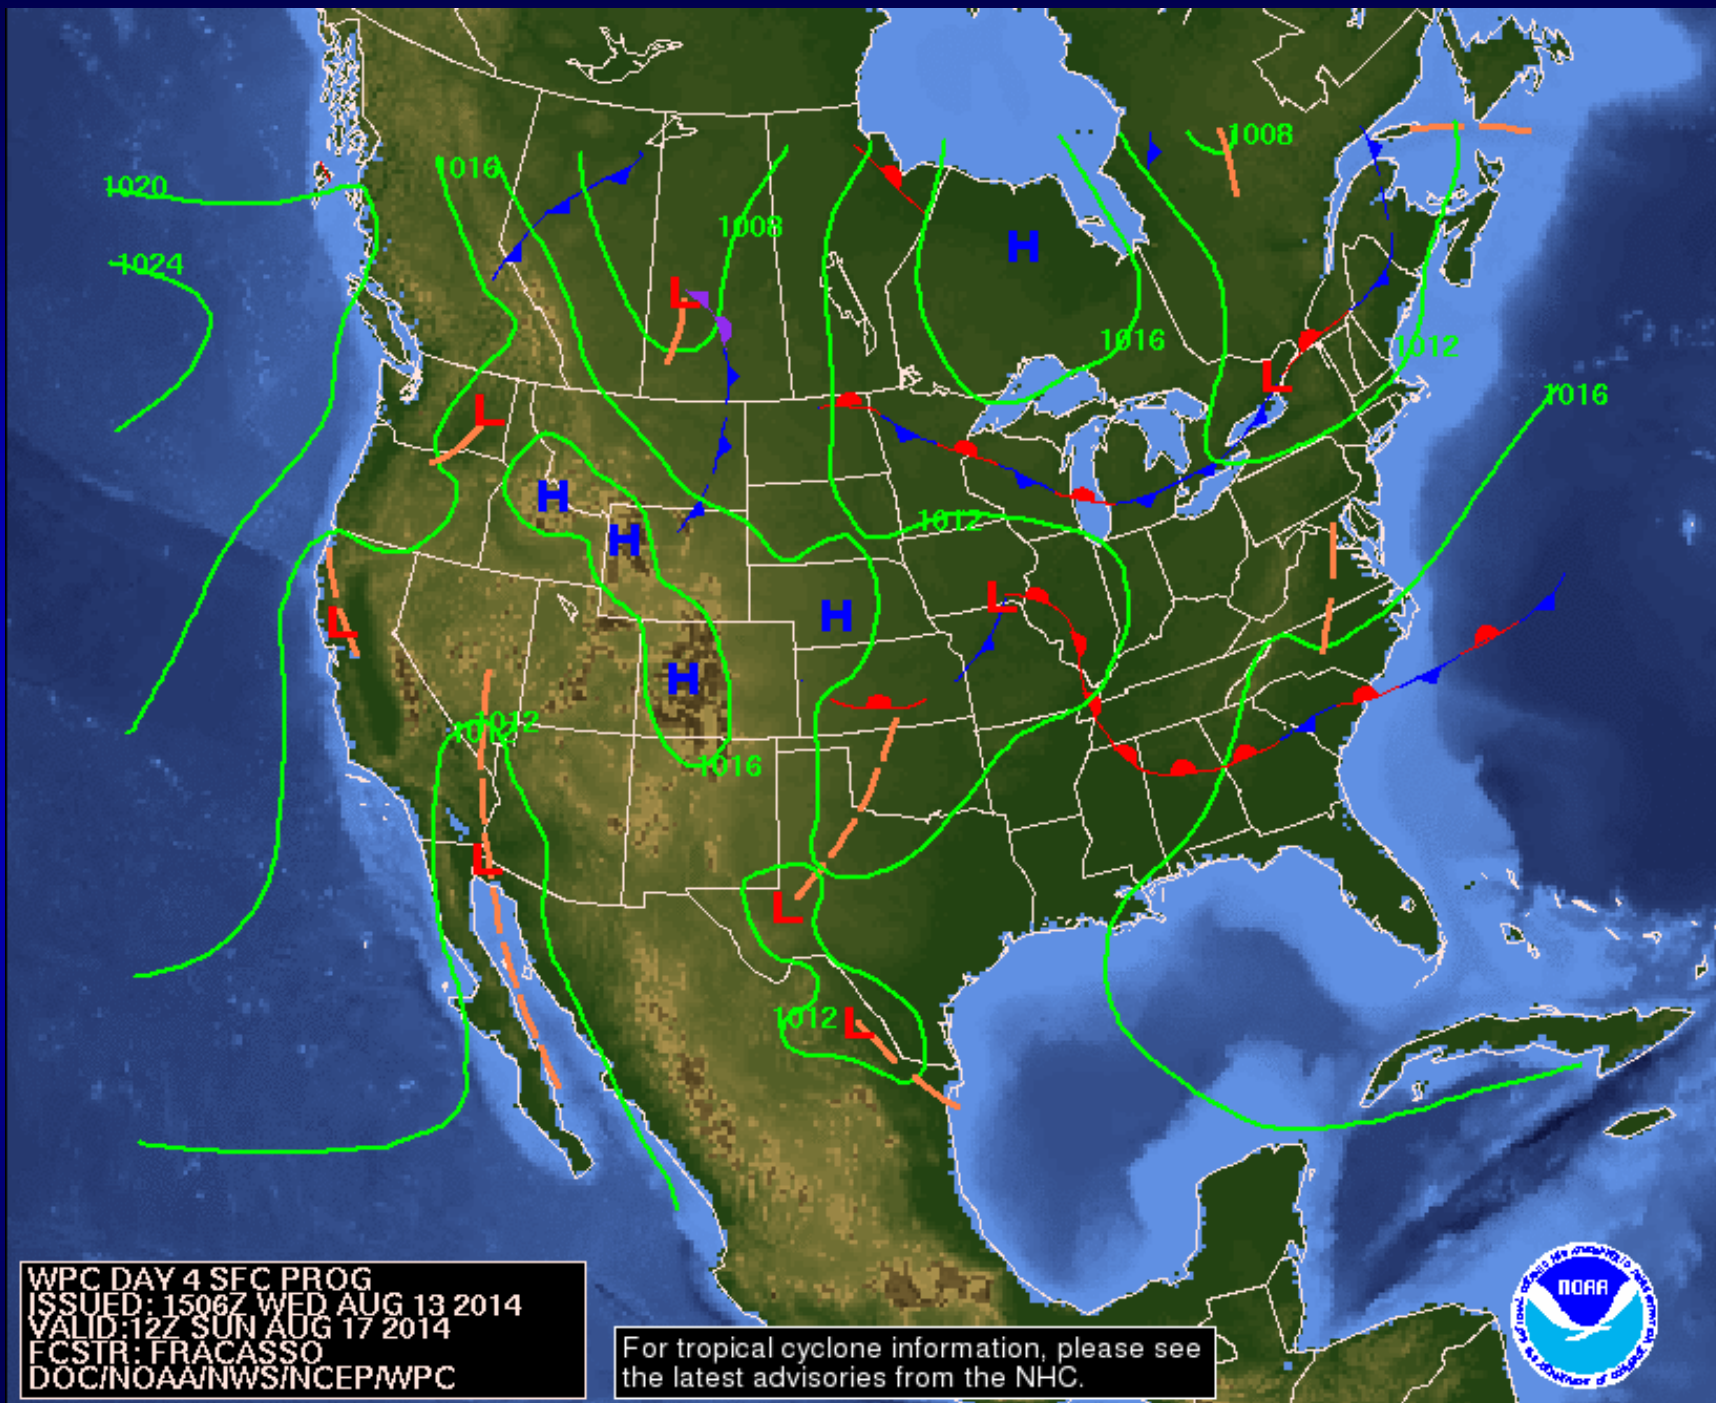 1008
1016
1020
1008
1024
1016
1012
1016
1012
1012
1012
1016
1012
WPC DAY 4 SFC PROG
ISSUED: 1506Z WED AUG 13 2014
VALID:12Z SUN AUG 17 2014
FCSTR: FRACASSO
DOC/NOAA/NWS/NCEP/WPC
For tropical cyclone information, please see
the latest advisories from the NHC.
NOAA
H
H
H
H
H
L
L
L
L
L
L
L
L